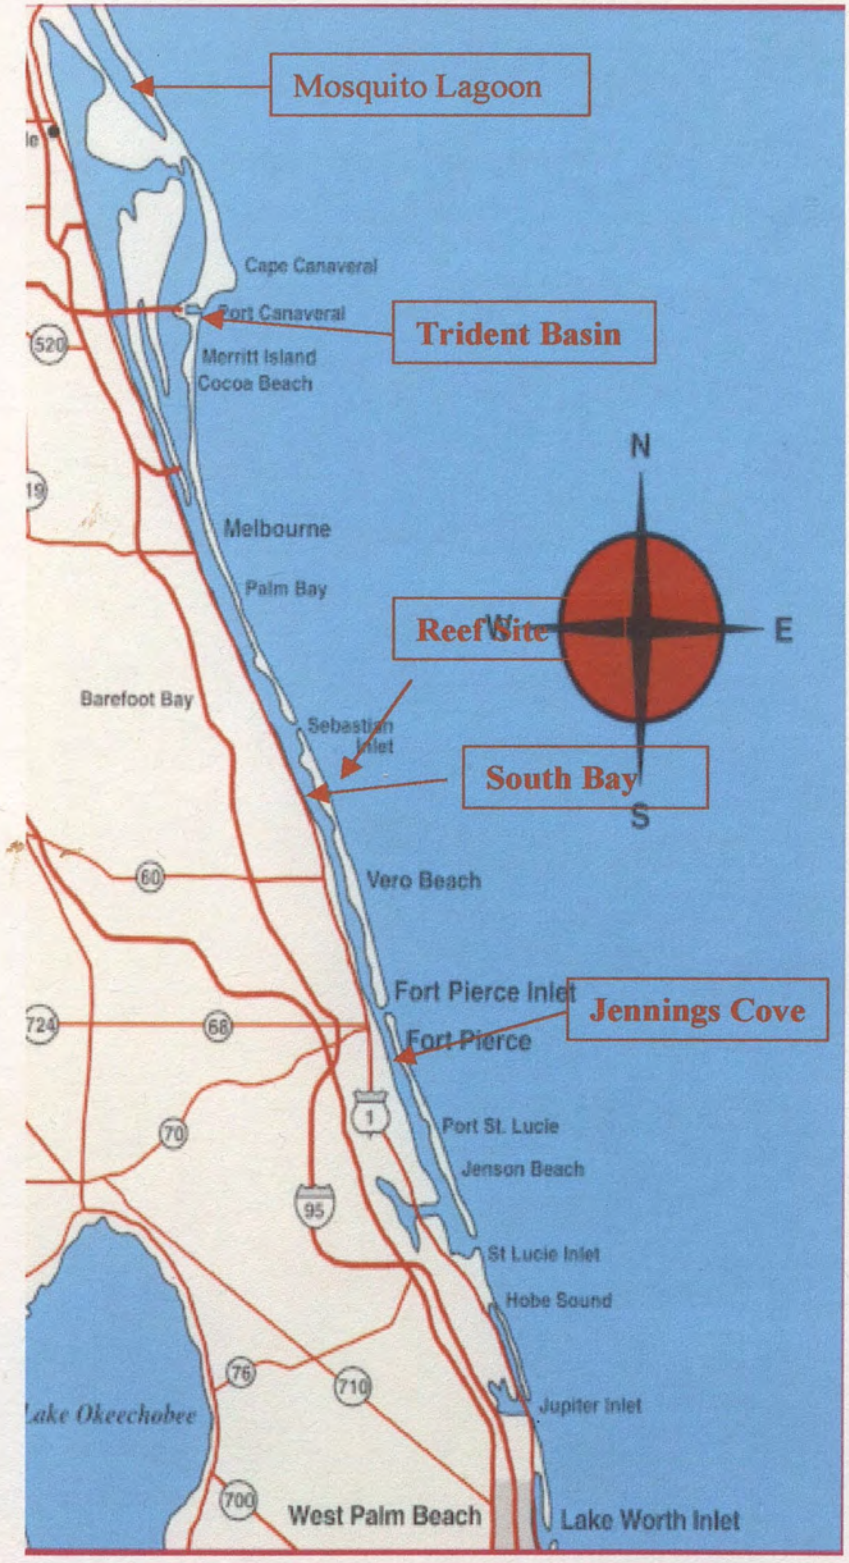 Mosquito Lagoon
le
Cape Canaveral
Port Canaveral
Trident Basin
520
Merritt Island
Cocoa Beach
N
19
Melbourne
Palm Bay
Reef Site
W
E
Barefoot Bay
Sebastian
Inlet
South Bay
S
60
Vero Beach
Fort Pierce Inlet
Jennings Cove
724
68
Fort Pierce
1
Port St. Lucie
70
Jenson Beach
95
St Lucie Inlet
Hobe Sound
76
710
Lake Okeechobee
Jupiter Inlet
700
West Palm Beach
Lake Worth Inlet